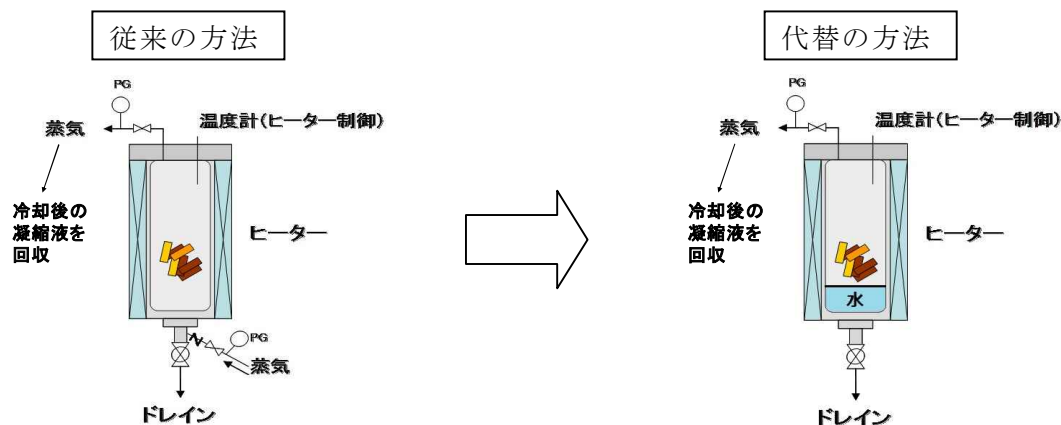 従来の方法
PG
蒸気
温度計(ヒーター制御)
冷却後の
凝縮液を
回収
ヒーター
PG
蒸気
ドレイン
代替の方法
PG
蒸気
温度計(ヒーター制御)
冷却後の
凝縮液を
回収
ヒーター
水
ドレイン